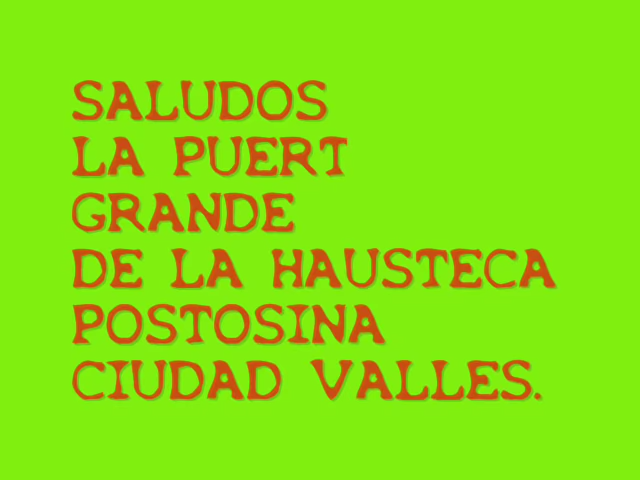 SALUDOS
LA PUERT
GRANDE
DE LA HAUSTECA
POSTOSINA
CIUDAD VALLES.